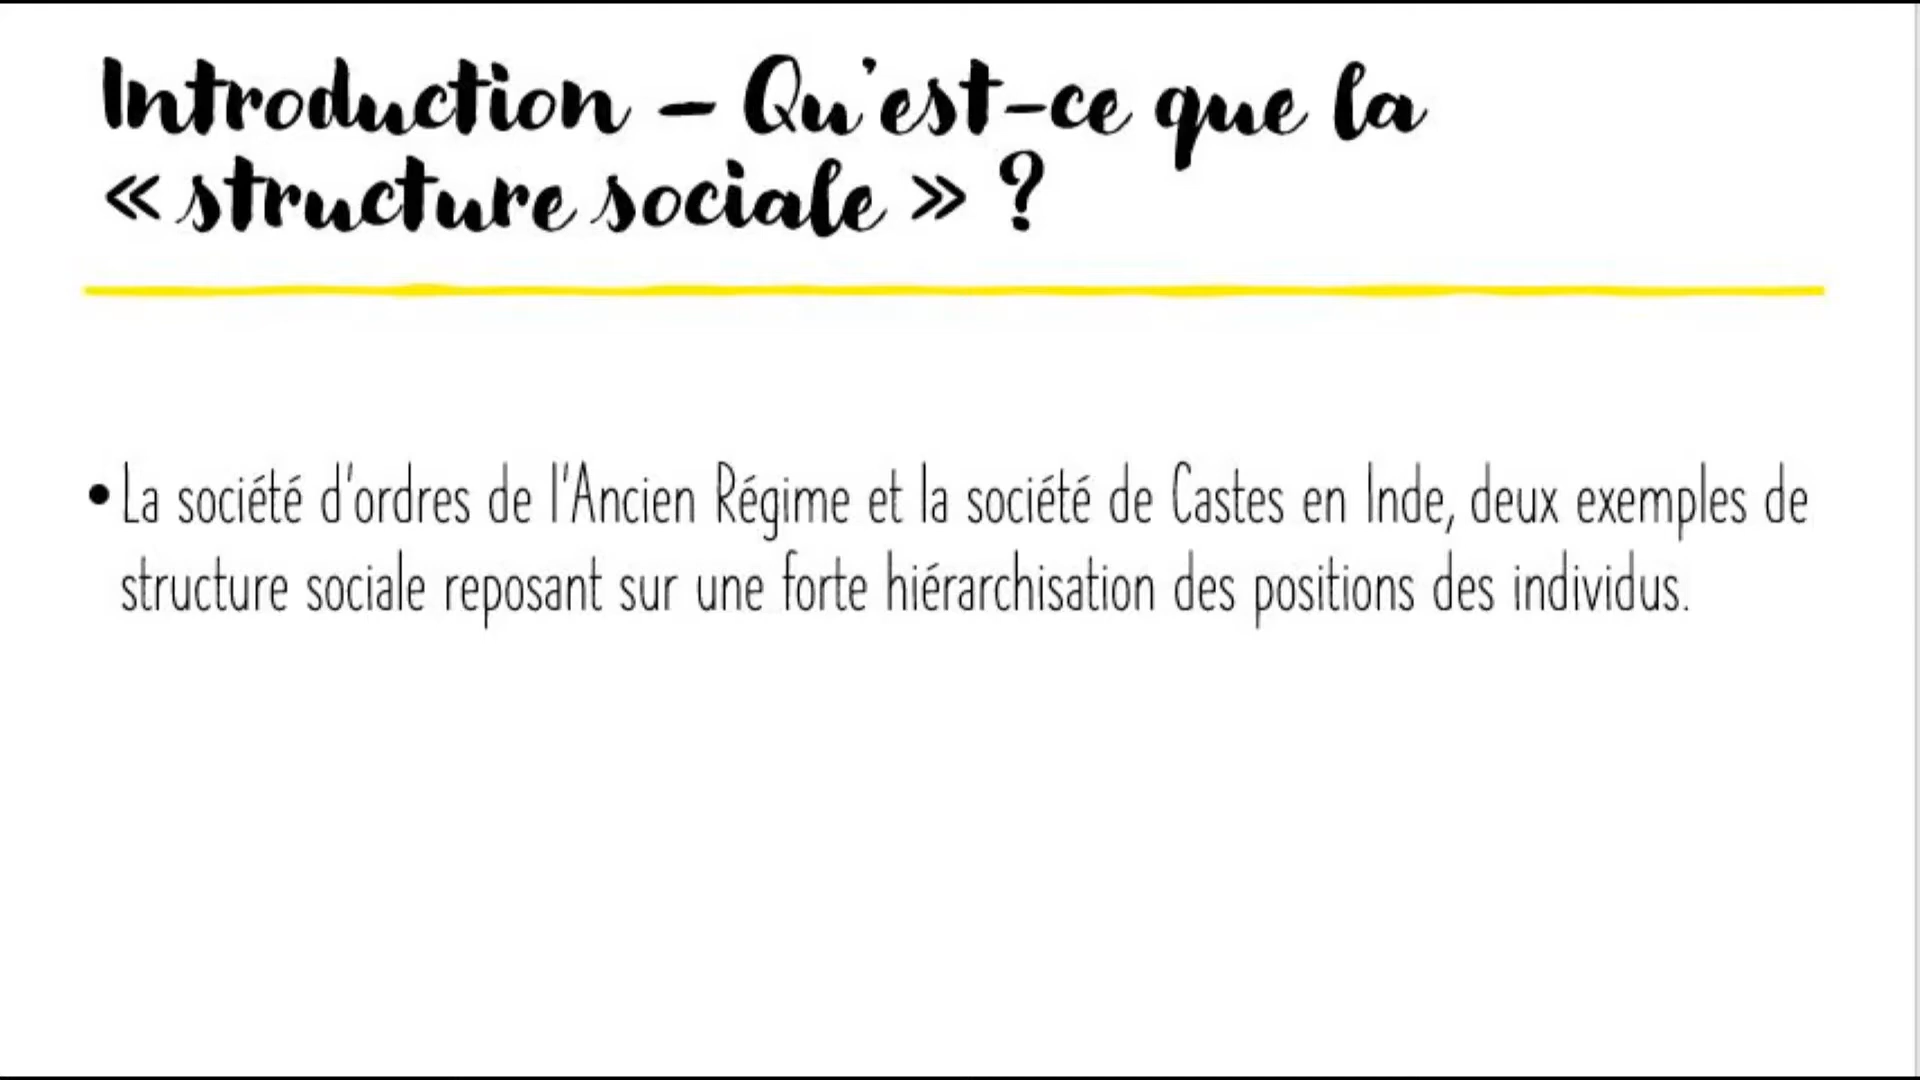 Introduction – Qu'est-ce que la
« structure sociale » ?
• La société d'ordres de l'Ancien Régime et la société de Castes en Inde, deux exemples de
structure sociale reposant sur une forte hiérarchisation des positions des individus.